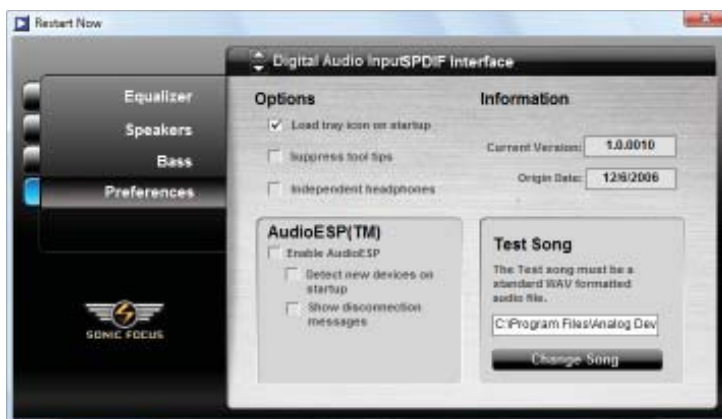 Restart Now
Digital Audio InputSPDIF Interface
Equalizer
Speakers
Bass
Preferences
SONIC FOCUS
Options
Load tray icon on startup
Suppress tool tips
Independent headphones
Information
Current Version: 1.0.0010
Origin Date: 12/6/2006
AudioESP(TM)
Enable AudioESP
Detect new devices on
startup
Show disconnection
messages
Test Song
The Test song must be a
standard WAV formatted
audio file.
C:\Program Files\Analog Dev
Change Song